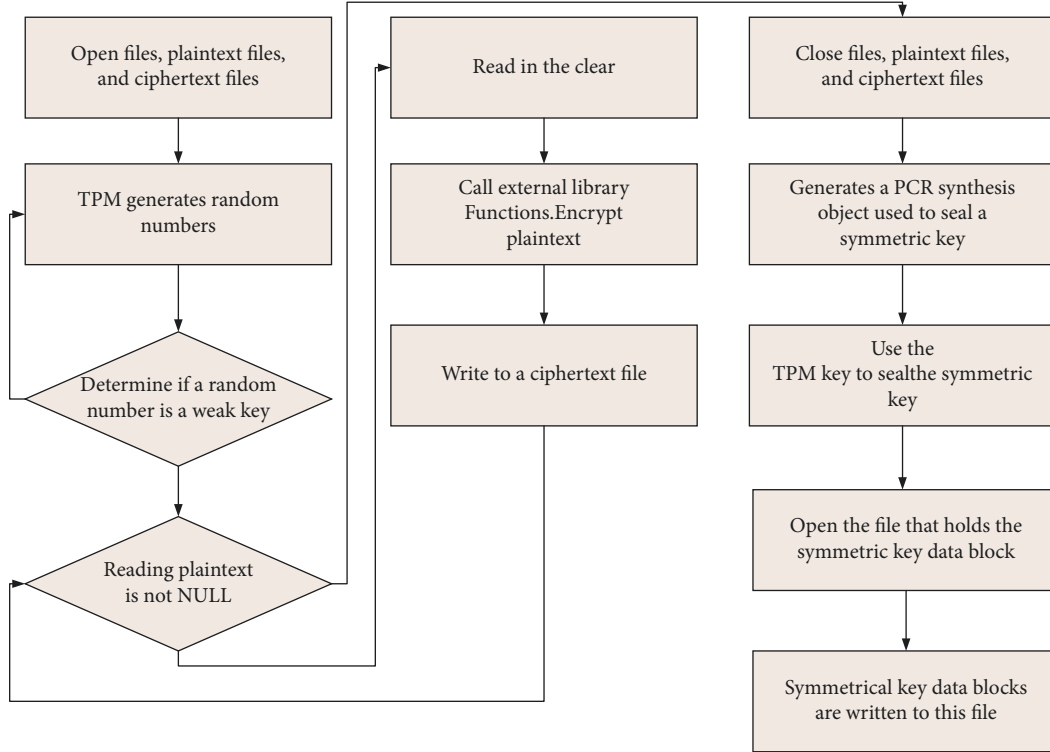 Open files, plaintext files,
and ciphertext files
TPM generates random
numbers
Determine if a random
number is a weak key
Reading plaintext
is not NULL
Read in the clear
Call external library
Functions.Encrypt
plaintext
Write to a ciphertext file
Close files, plaintext files,
and ciphertext files
Generates a PCR synthesis
object used to seal a
symmetric key
Use the
TPM key to sealthe symmetric
key
Open the file that holds the
symmetric key data block
Symmetrical key data blocks
are written to this file